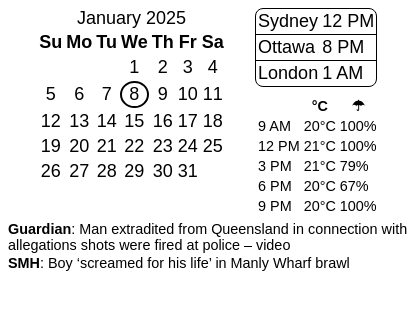 January 2025
Su Mo Tu We Th Fr Sa
1 2 3 4
5 6 7 8 9 10 11
12 13 14 15 16 17 18
19 20 21 22 23 24 25
26 27 28 29 30 31
Sydney 12 PM
Ottawa 8 PM
London 1 AM
°C ☂
9 AM 20°C 100%
12 PM 21°C 100%
3 PM 21°C 79%
6 PM 20°C 67%
9 PM 20°C 100%
Guardian: Man extradited from Queensland in connection with
allegations shots were fired at police – video
SMH: Boy ‘screamed for his life’ in Manly Wharf brawl